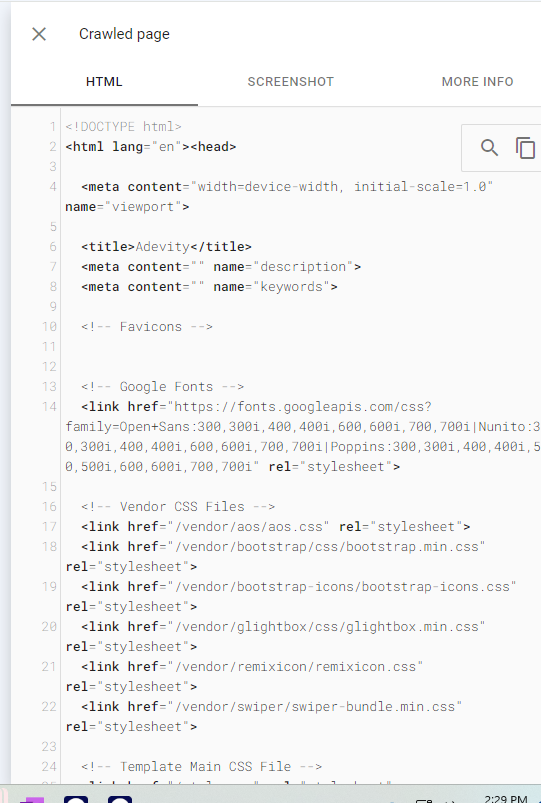 Crawled page
HTML SCREENSHOT MORE INFO
1 <!DOCTYPE html>
2 <html lang="en"><head>
3
4 <meta content="width=device-width, initial-scale=1.0"
name="viewport">
5
6 <title>Adevity</title>
7 <meta content="" name="description">
8 <meta content="" name="keywords">
9
10 <!-- Favicons -->
11
12
13 <!-- Google Fonts -->
14 <link href="https://fonts.googleapis.com/css?
family=Open+Sans:300,300i,400,400i,600,600i,700,700i|Nunito:3
0,300i,400,400i,600,600i,700,700i|Poppins:300,300i,400,400i,5
0,500i,600,600i,700,700i" rel="stylesheet">
15
16 <!-- Vendor CSS Files -->
17 <link href="/vendor/aos/aos.css" rel="stylesheet">
18 <link href="/vendor/bootstrap/css/bootstrap.min.css"
rel="stylesheet">
19 <link href="/vendor/bootstrap-icons/bootstrap-icons.css"
rel="stylesheet">
20 <link href="/vendor/glightbox/css/glightbox.min.css"
rel="stylesheet">
21 <link href="/vendor/remixicon/remixicon.css"
rel="stylesheet">
22 <link href="/vendor/swiper/swiper-bundle.min.css"
rel="stylesheet">
23
24 <!-- Template Main CSS File -->
2:29 PM